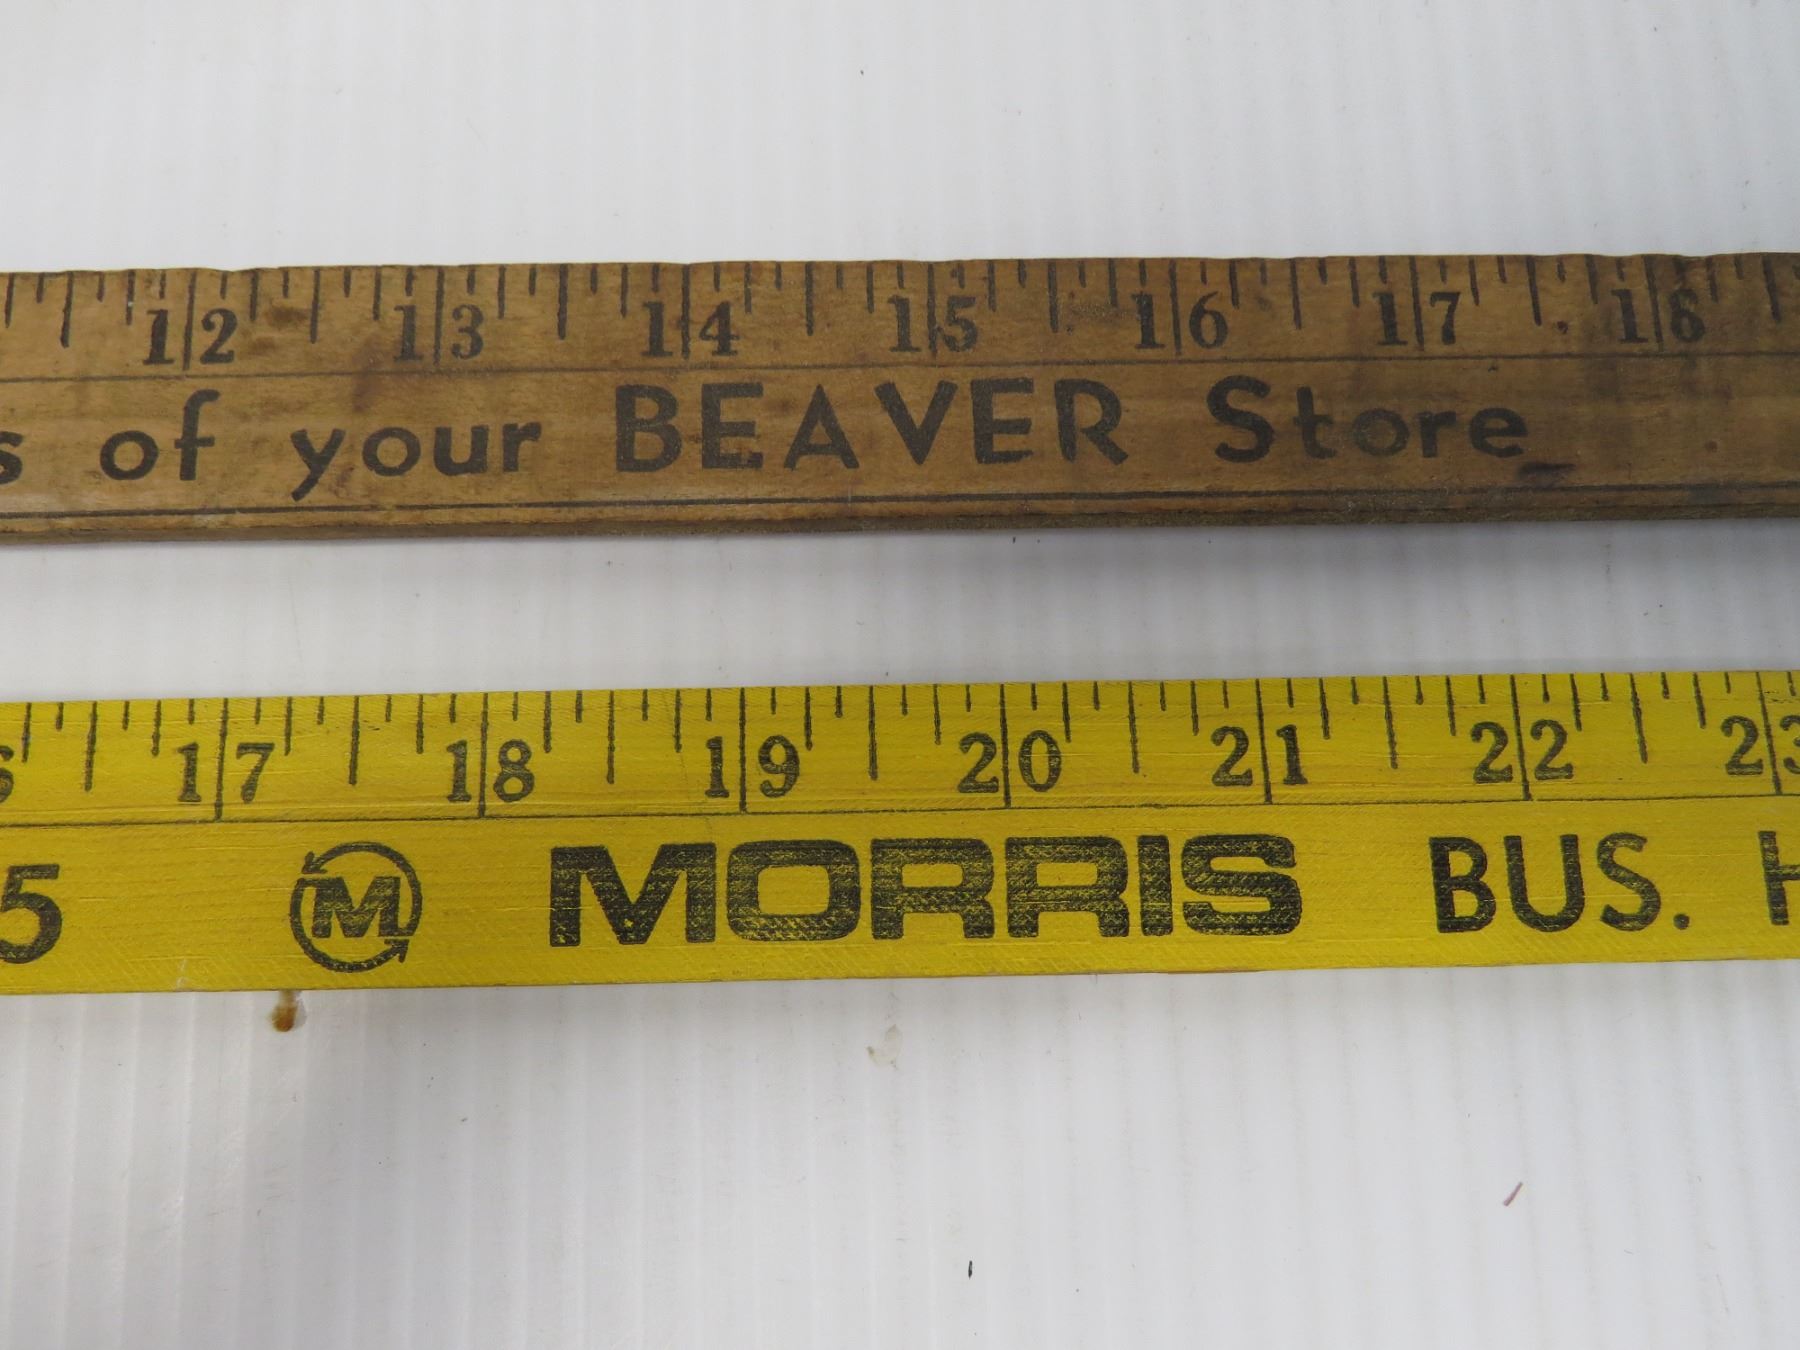 12 13 14 15 16 17 18
s of your BEAVER Store
17 18 19 20 21 22 23
5 M MORRIS BUS. H